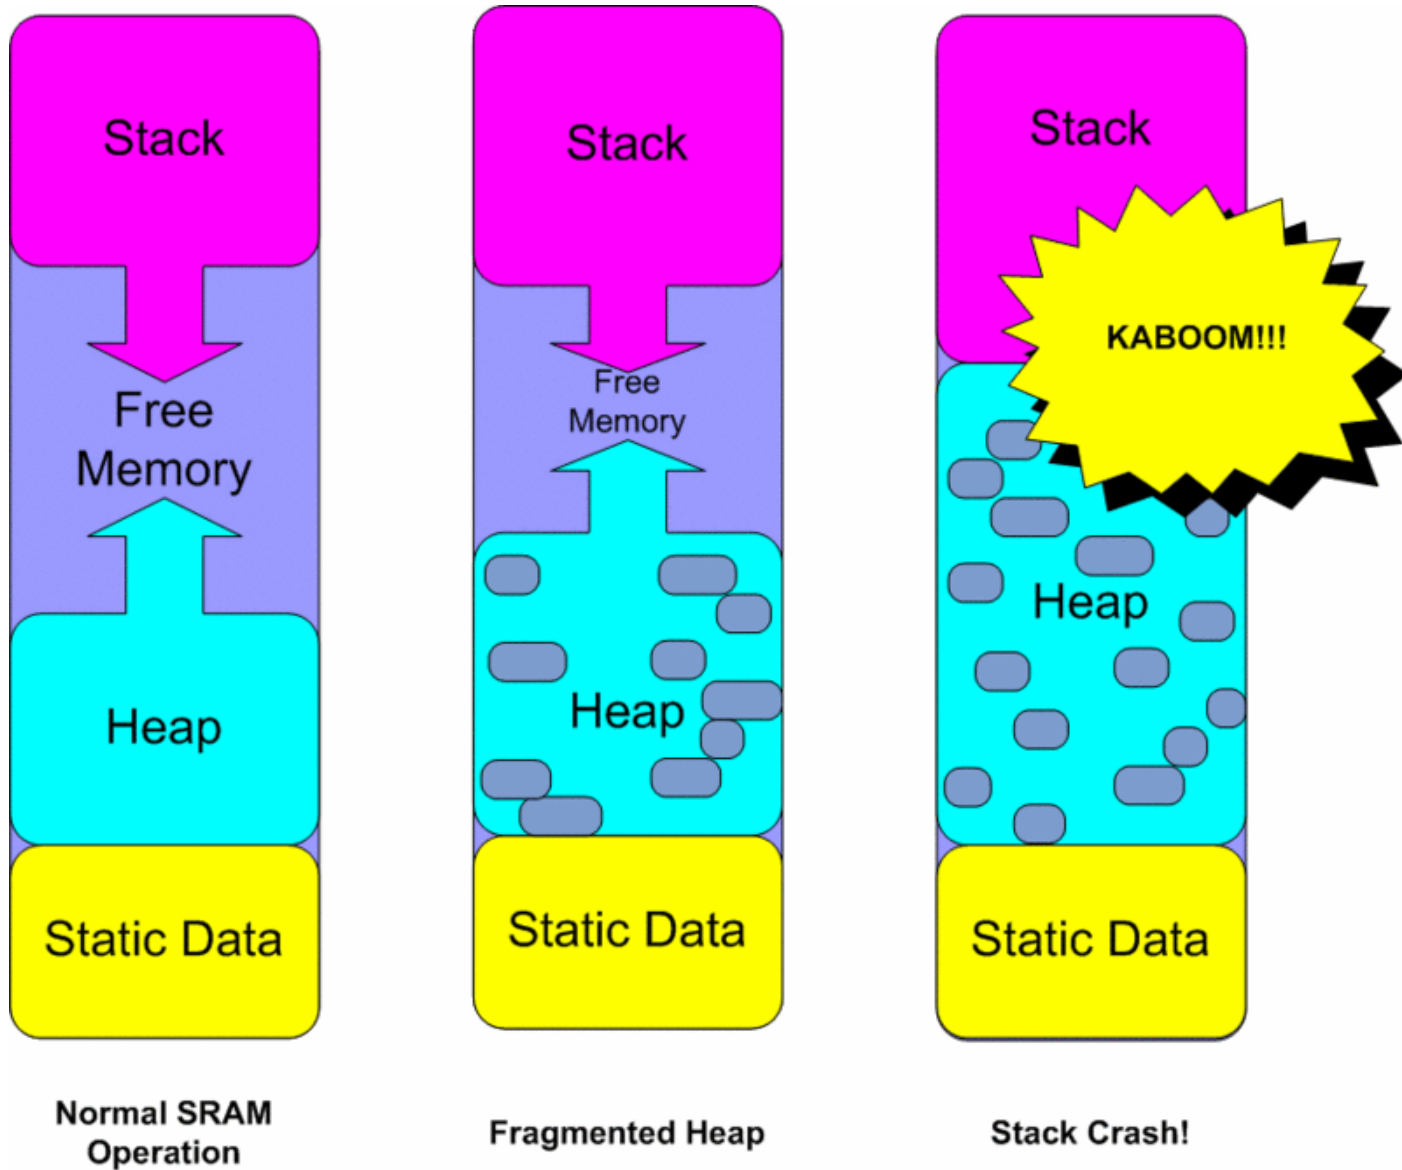 Stack
Free
Memory
Heap
Static Data
Normal SRAM
Operation
Stack
Free
Memory
Heap
Static Data
Fragmented Heap
Stack
KABOOM!!!
Heap
Static Data
Stack Crash!